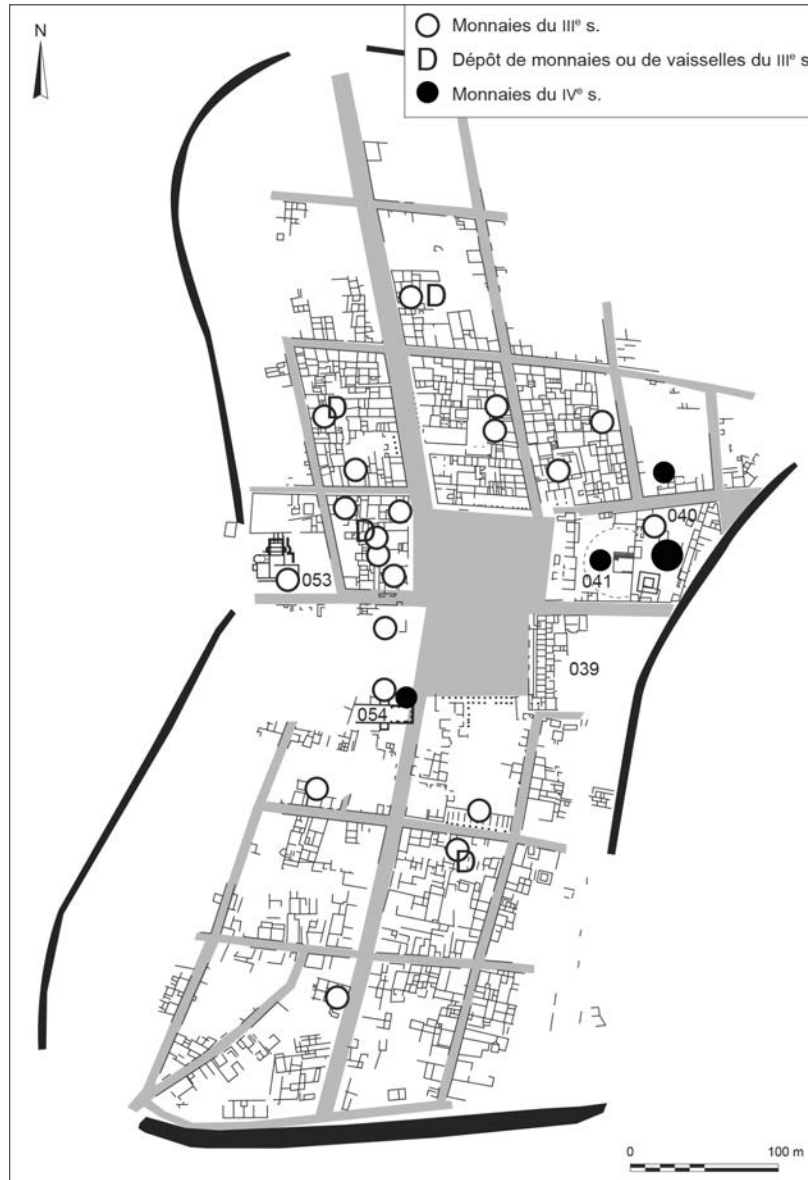 N
Monnaies du IIIe s.
D Dépôt de monnaies ou de vaisselles du IIIe s
Monnaies du IVe s.
D
D
040
D
053
041
039
054
D
0 100 m